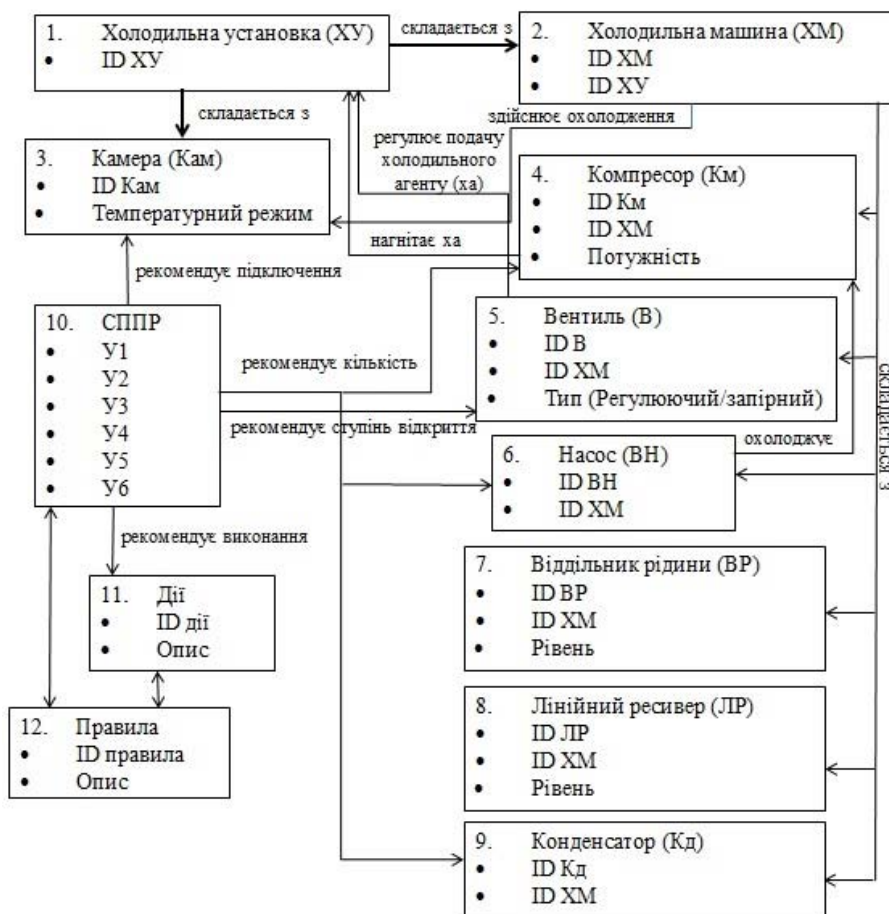 1. Холодильна установка (ХУ)
• ID ХУ
складається з
2. Холодильна машина (ХМ)
• ID ХМ
• ID ХУ
складається з
здійснює охолодження
регулює подачу
холодильного
агенту (ха)
3. Камера (Кам)
• ID Кам
• Температурний режим
4. Компресор (Км)
• ID Км
• ID ХМ
• Потужність
нагнітає ха
рекомендує підключення
10. СППР
• У1
• У2
• У3
• У4
• У5
• У6
рекомендує кількість
рекомендує ступінь відкриття
5. Вентиль (В)
• ID В
• ID ХМ
• Тип (Регулюючий/запірний)
складається з
охолоджує
6. Насос (ВН)
• ID ВН
• ID ХМ
рекомендує виконання
7. Віддільник рідини (ВР)
• ID ВР
• ID ХМ
• Рівень
11. Дії
• ID дії
• Опис
8. Лінійний ресивер (ЛР)
• ID ЛР
• ID ХМ
• Рівень
12. Правила
• ID правила
• Опис
9. Конденсатор (Кд)
• ID Кд
• ID ХМ